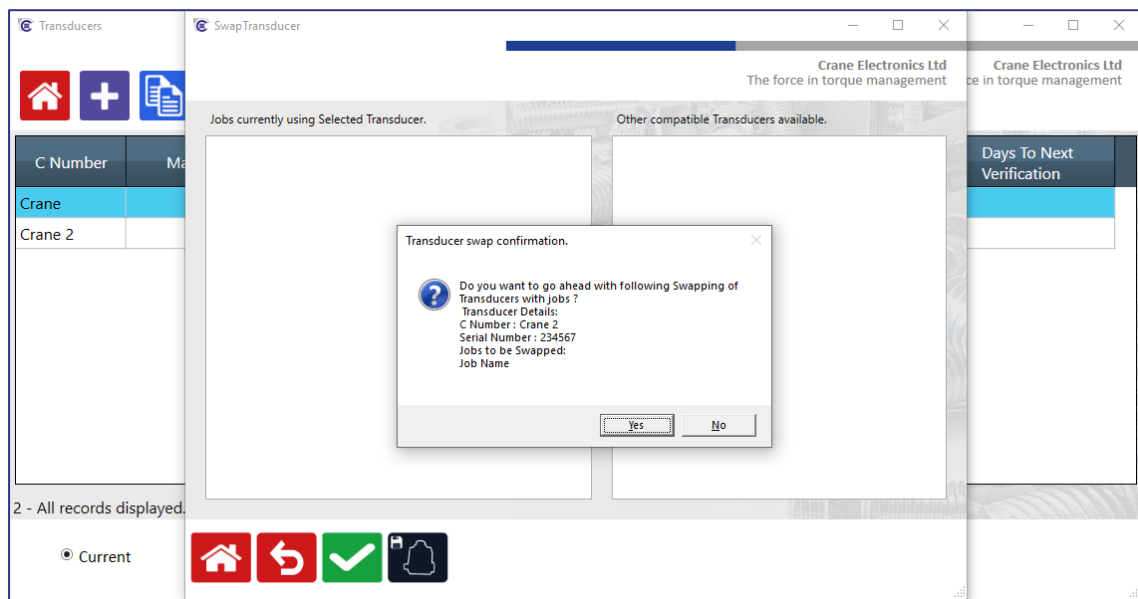 Transducers
SwapTransducer
Crane Electronics Ltd
The force in torque management
Crane Electronics Ltd
ce in torque management
Jobs currently using Selected Transducer.
Other compatible Transducers available.
C Number
Ma
Days To Next
Verification
Crane
Crane 2
Transducer swap confirmation.
Do you want to go ahead with following Swapping of
Transducers with jobs ?
Transducer Details:
C Number : Crane 2
Serial Number : 234567
Jobs to be Swapped:
Job Name
Yes
No
2 - All records displayed.
Current